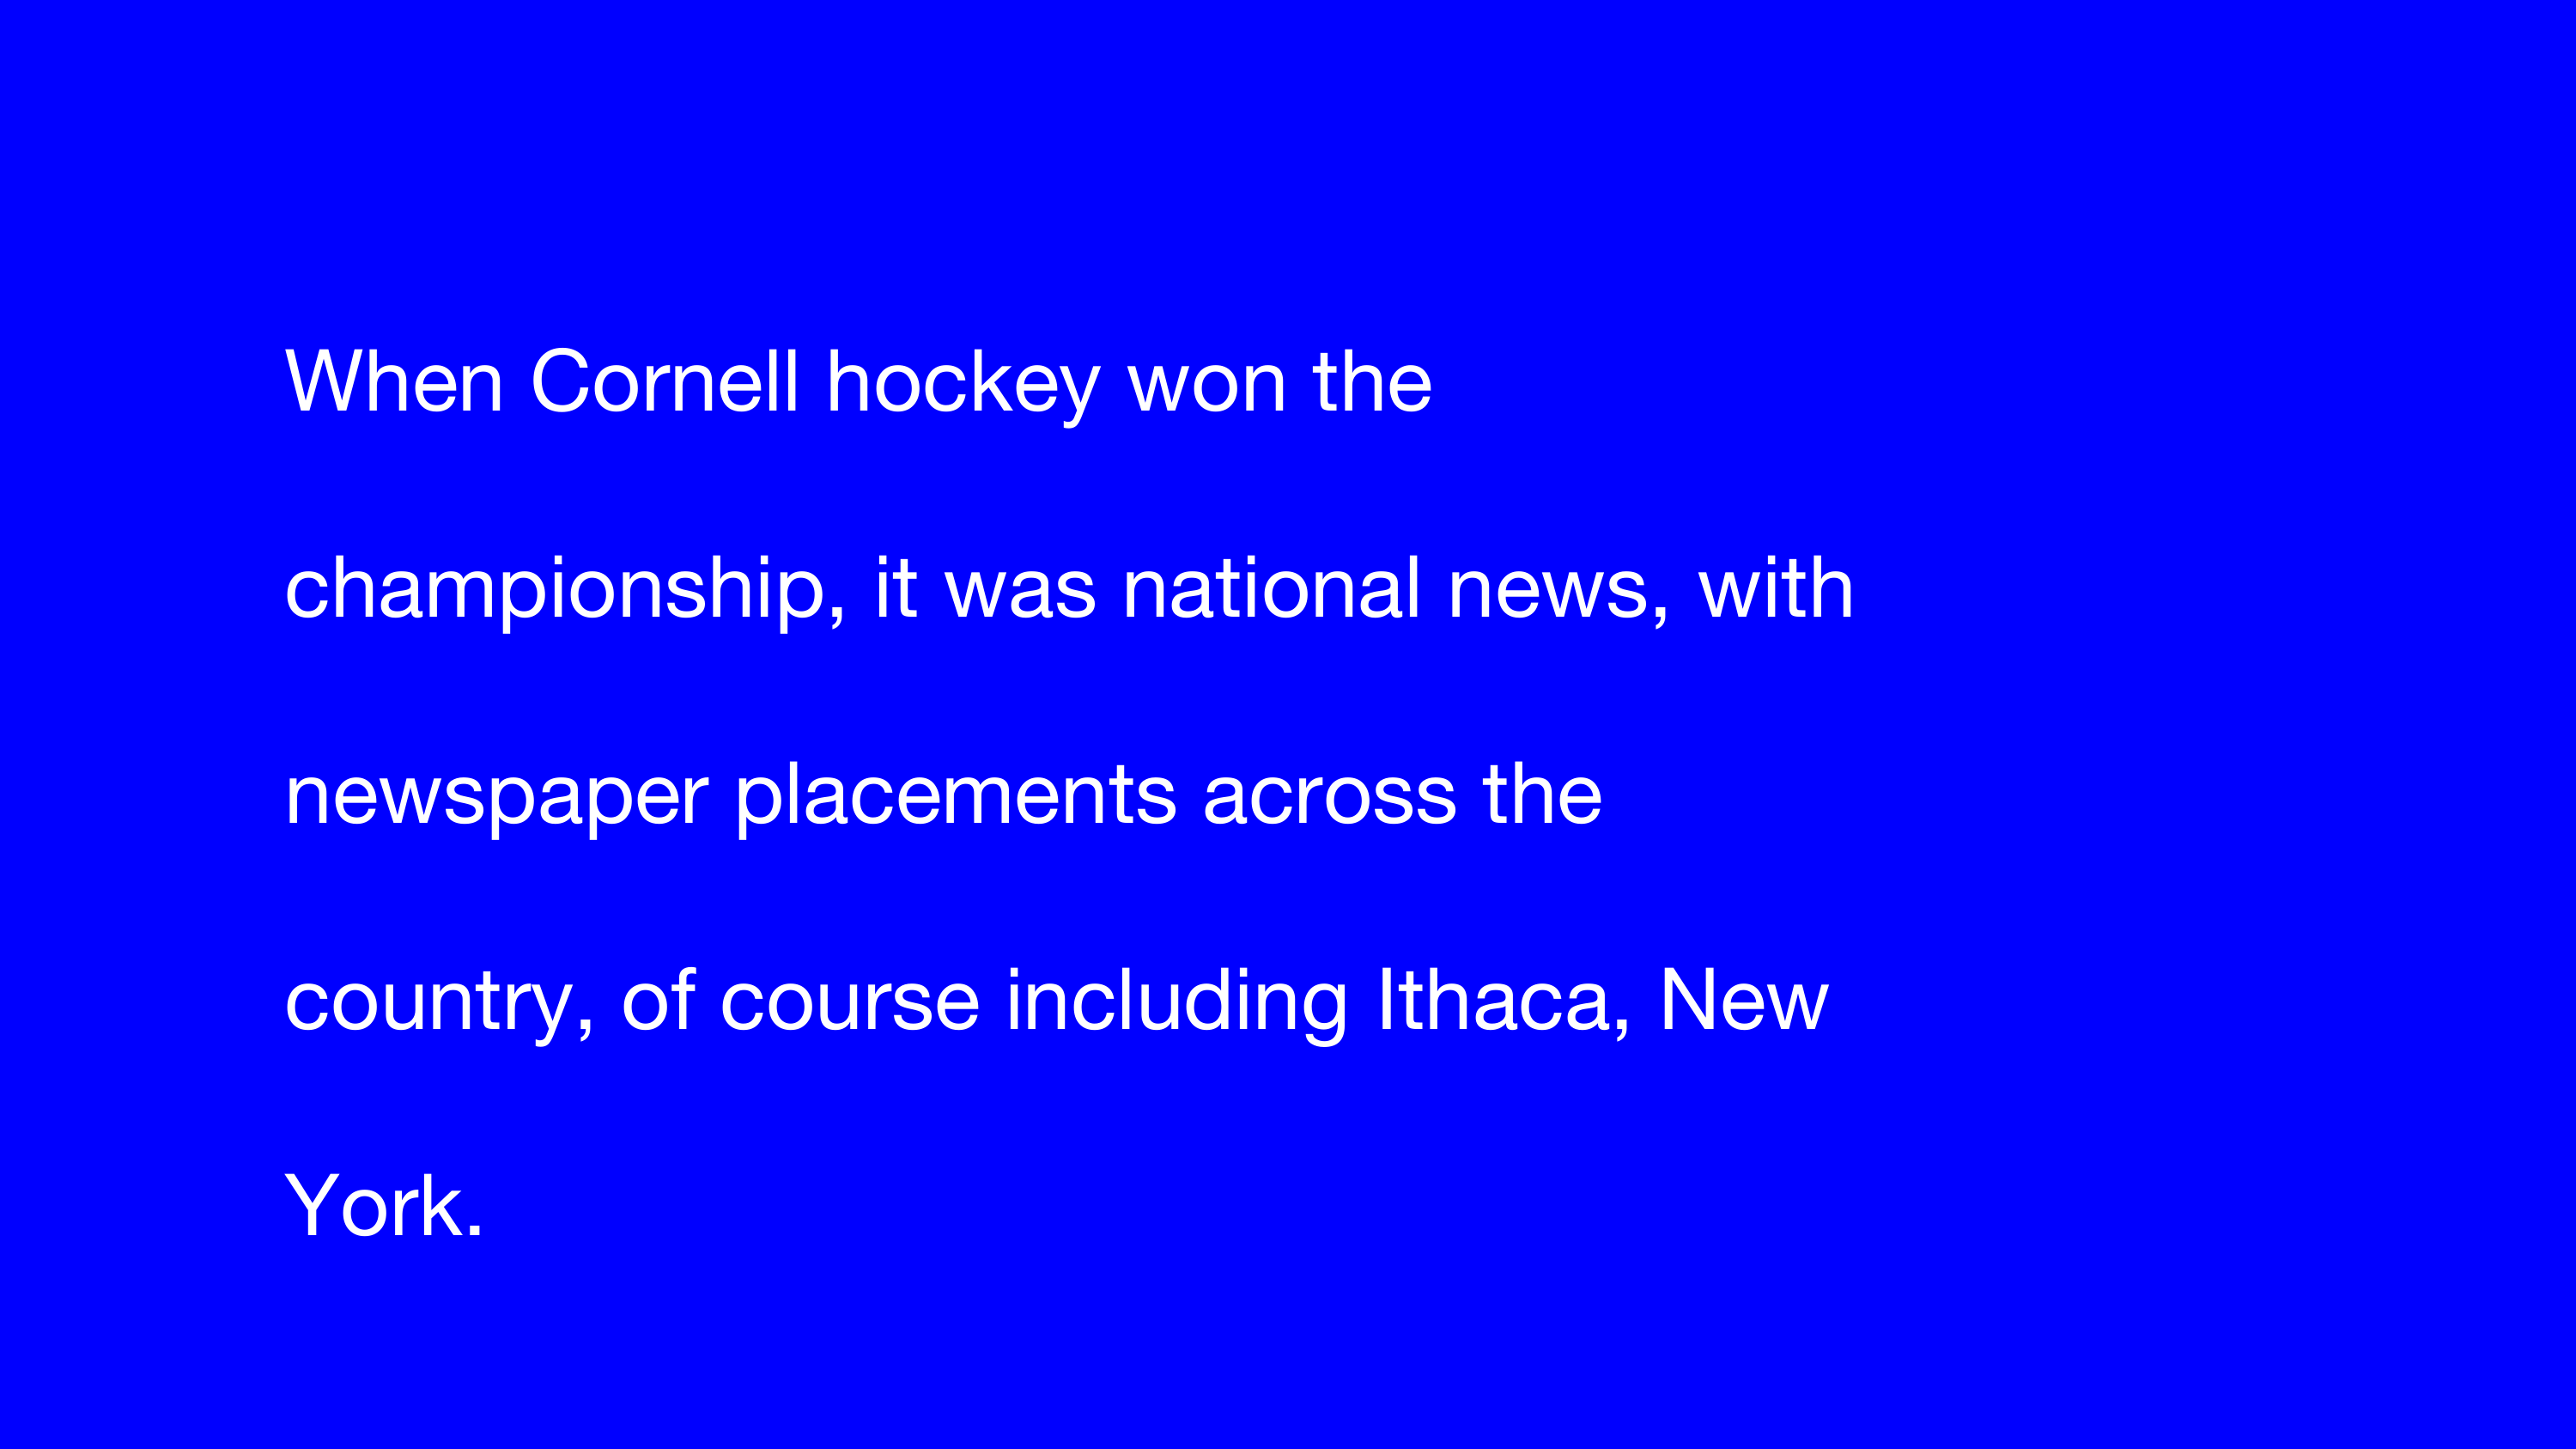 When Cornell hockey won the
championship, it was national news, with
newspaper placements across the
country, of course including Ithaca, New
York.